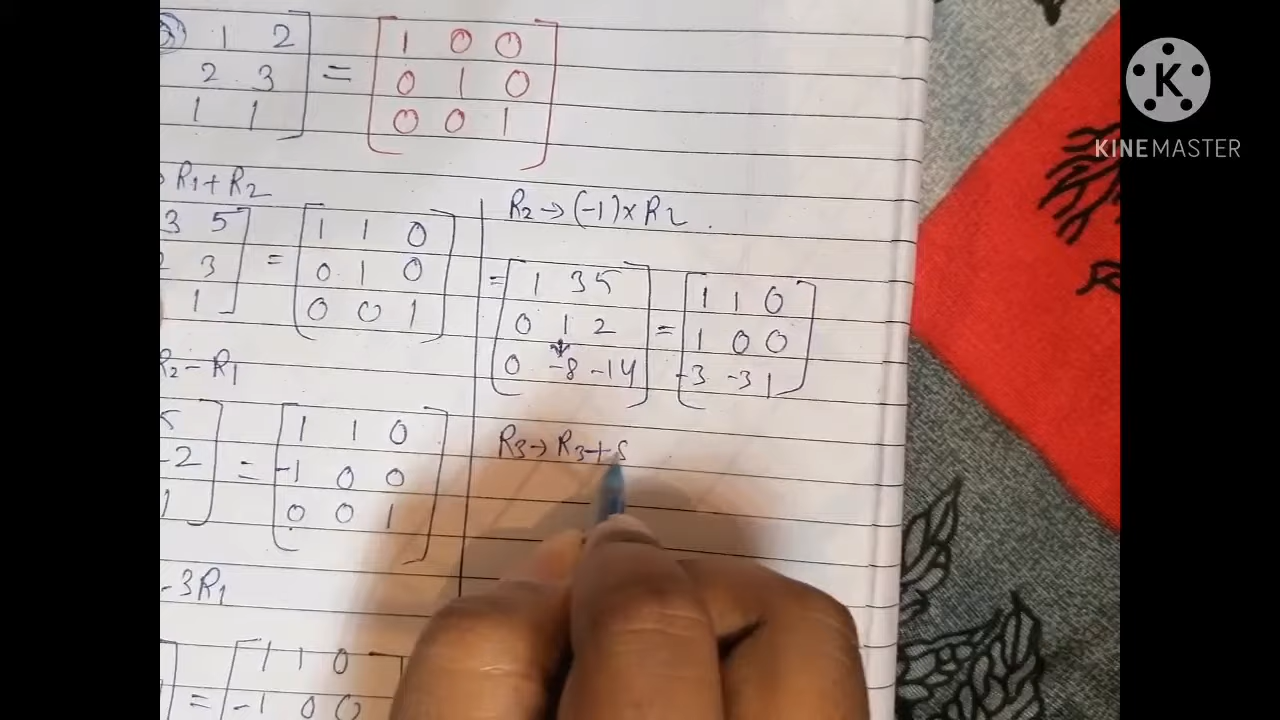 1 2 ] = [ 1 0 0
2 3 0 1 0
1 1 0 0 1 ]
R1+R2
3 5 ] = [ 1 1 0
3 0 1 0
1 0 0 1 ]
R2 - R1
-2 ] = [ 1 1 0
-1 0 0
1 0 0 1 ]
-3R1
= [ 1 1 0
-1 0 0
R2→(-1)×R2.
= [ 1 3 5 ] = [ 1 1 0
0 1 2 1 0 0
0 -8 -14 ] -3 -3 1 ]
R3→R3+
K
KINEMASTER